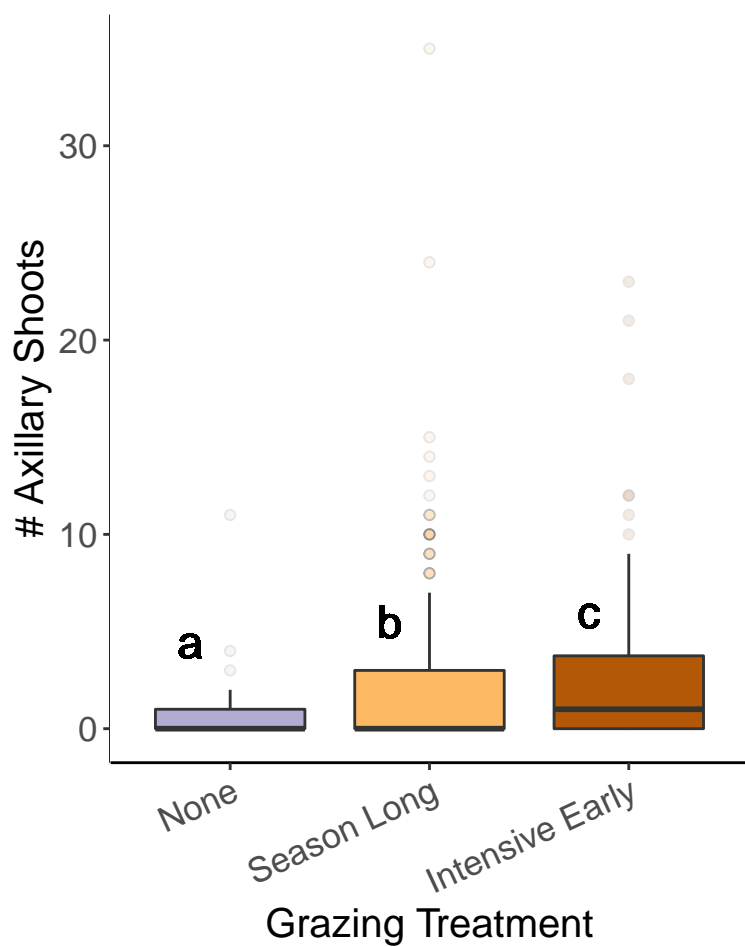 # Axillary Shoots
30
20
10
0
a
b
c
None
Season Long
Intensive Early
Grazing Treatment